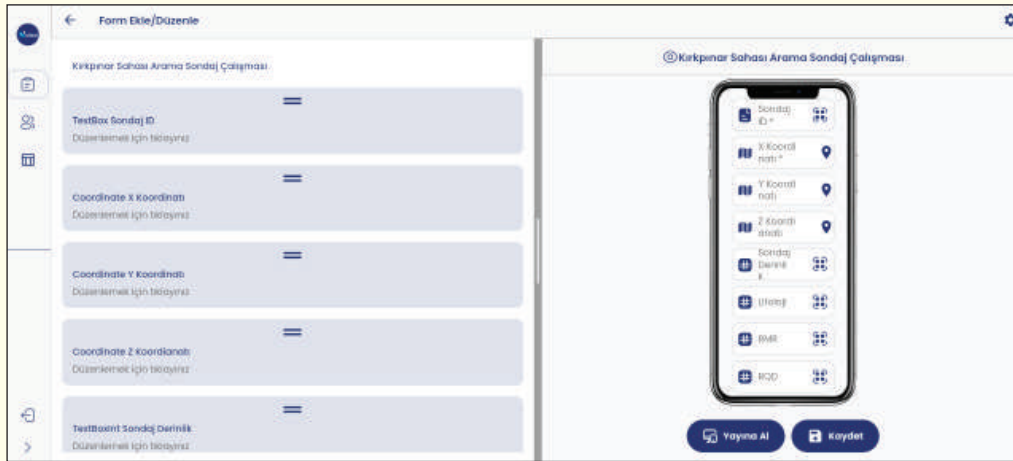 Form Ekle/Düzenle
Kırkpınar Sahası Arama Sondaj Çalışması
TextBox Sondaj ID
Düzenlemek için tıklayınız
Coordinate X Koordinatı
Düzenlemek için tıklayınız
Coordinate Y Koordinatı
Düzenlemek için tıklayınız
Coordinate Z Koordianatı
Düzenlemek için tıklayınız
TextBoxInt Sondaj Derinlik
Düzenlemek için tıklayınız
Kırkpınar Sahası Arama Sondaj Çalışması
Sondaj
ID *
X Koordi
natı *
Y Koordi
natı
Z Koordi
anatı
Sondaj
Derinli
k
Litoloji
RMR
RQD
Yayına Al
Kaydet